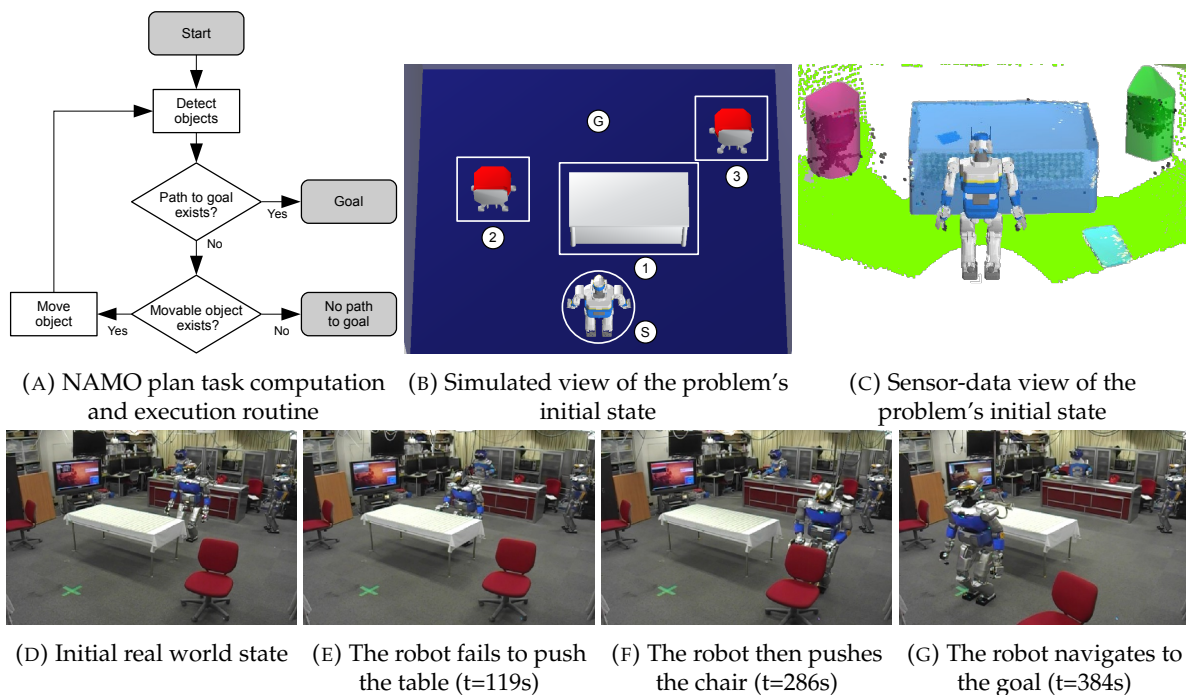 Start
Detect
objects
Path to goal
exists?
Yes
Goal
No
Move
object
Yes
Movable object
exists?
No
No path
to goal
G
3
2
1
S
(A) NAMO plan task computation
and execution routine
(B) Simulated view of the problem's
initial state
(C) Sensor-data view of the
problem's initial state
(D) Initial real world state
(E) The robot fails to push
the table (t=119s)
(F) The robot then pushes
the chair (t=286s)
(G) The robot navigates to
the goal (t=384s)